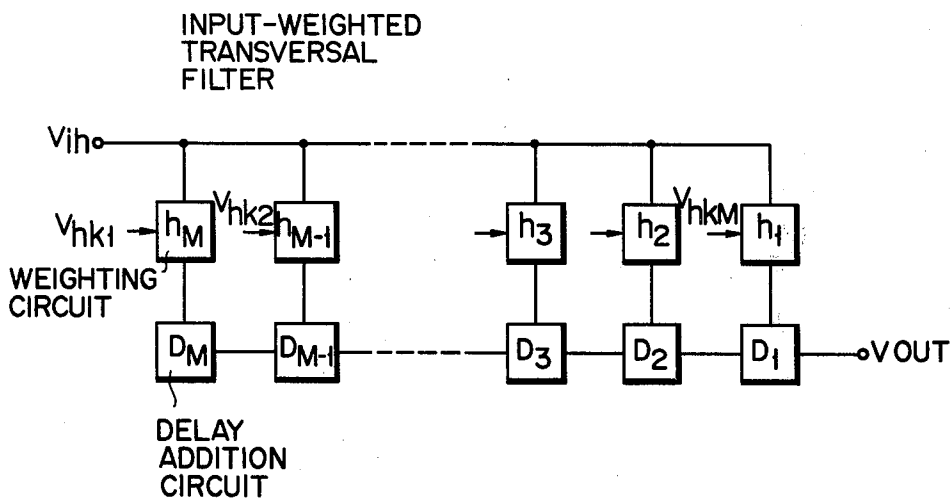 INPUT-WEIGHTED
TRANSVERSAL
FILTER
Vih
Vhk1
hM
Vhk2
hM-1
h3
h2
VhkM
h1
WEIGHTING
CIRCUIT
DM
DM-1
D3
D2
D1
VOUT
DELAY
ADDITION
CIRCUIT